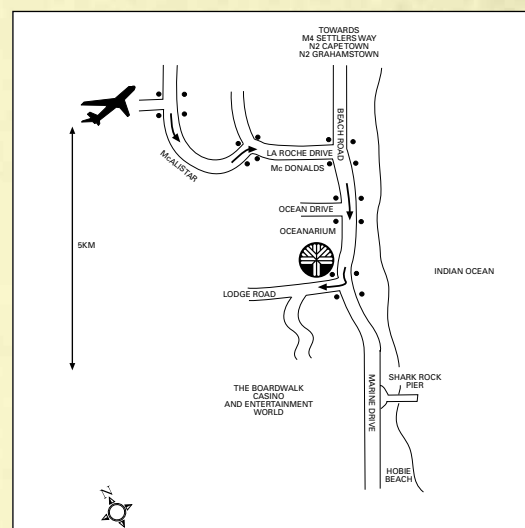 TOWARDS
M4 SETTLERS WAY
N2 CAPETOWN
N2 GRAHAMSTOWN
BEACH ROAD
LA ROCHE DRIVE
McALISTAR
Mc DONALDS
OCEAN DRIVE
OCEANARIUM
5KM
INDIAN OCEAN
LODGE ROAD
SHARK ROCK
PIER
MARINE DRIVE
THE BOARDWALK
CASINO
AND ENTERTAINMENT
WORLD
HOBIE
BEACH
N